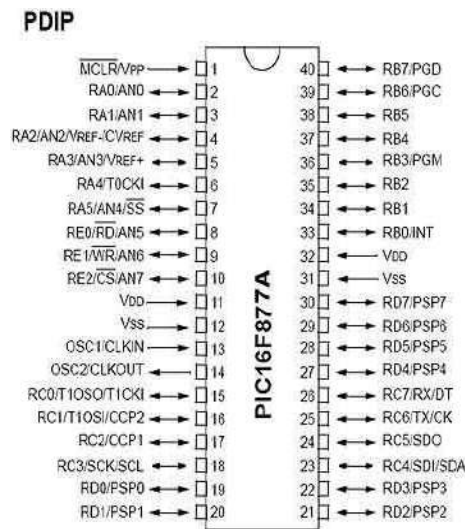 PDIP
MCLR/VPP 1 40 RB7/PGD
RA0/AN0 2 39 RB6/PGC
RA1/AN1 3 38 RB5
RA2/AN2/VREF-/CVREF 4 37 RB4
RA3/AN3/VREF+ 5 36 RB3/PGM
RA4/T0CKI 6 35 RB2
RA5/AN4/SS 7 34 RB1
RE0/RD/AN5 8 33 RB0/INT
RE1/WR/AN6 9 32 VDD
RE2/CS/AN7 10 31 VSS
VDD 11 30 RD7/PSP7
VSS 12 29 RD6/PSP6
OSC1/CLKIN 13 28 RD5/PSP5
OSC2/CLKOUT 14 27 RD4/PSP4
RC0/T1OSO/T1CKI 15 26 RC7/RX/DT
RC1/T1OSI/CCP2 16 25 RC6/TX/CK
RC2/CCP1 17 24 RC5/SDO
RC3/SCK/SCL 18 23 RC4/SDI/SDA
RD0/PSP0 19 22 RD3/PSP3
RD1/PSP1 20 21 RD2/PSP2
PIC16F877A